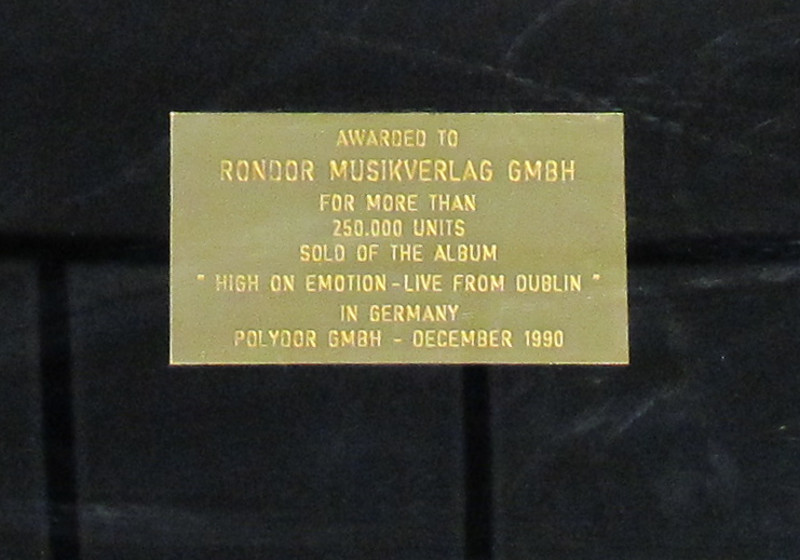 AWARDED TO
RONDOR MUSIKVERLAG GMBH
FOR MORE THAN
250.000 UNITS
SOLD OF THE ALBUM
" HIGH ON EMOTION-LIVE FROM DUBLIN "
IN GERMANY
POLYDOR GMBH - DECEMBER 1990